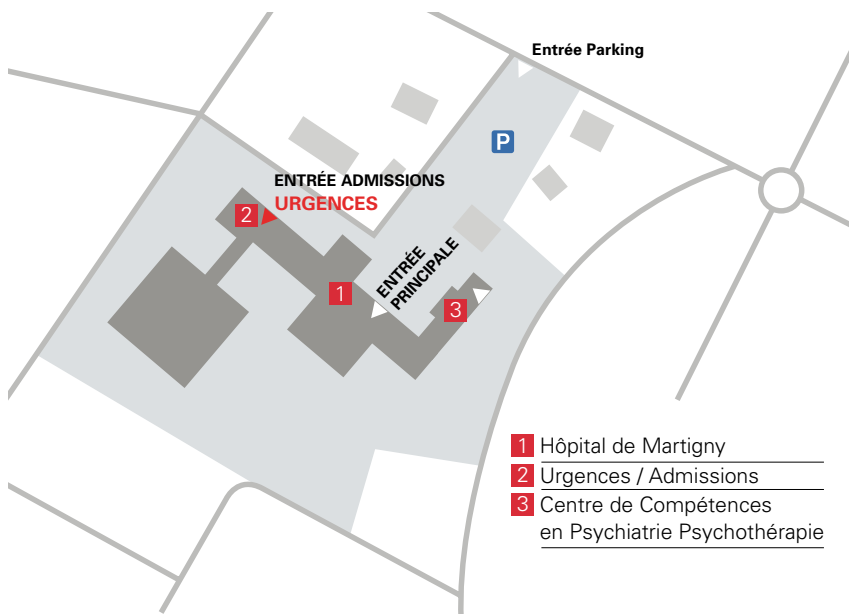 Entrée Parking
P
ENTRÉE ADMISSIONS
URGENCES
2
ENTRÉE
PRINCIPALE
1
3
1 Hôpital de Martigny
2 Urgences / Admissions
3 Centre de Compétences
en Psychiatrie Psychothérapie